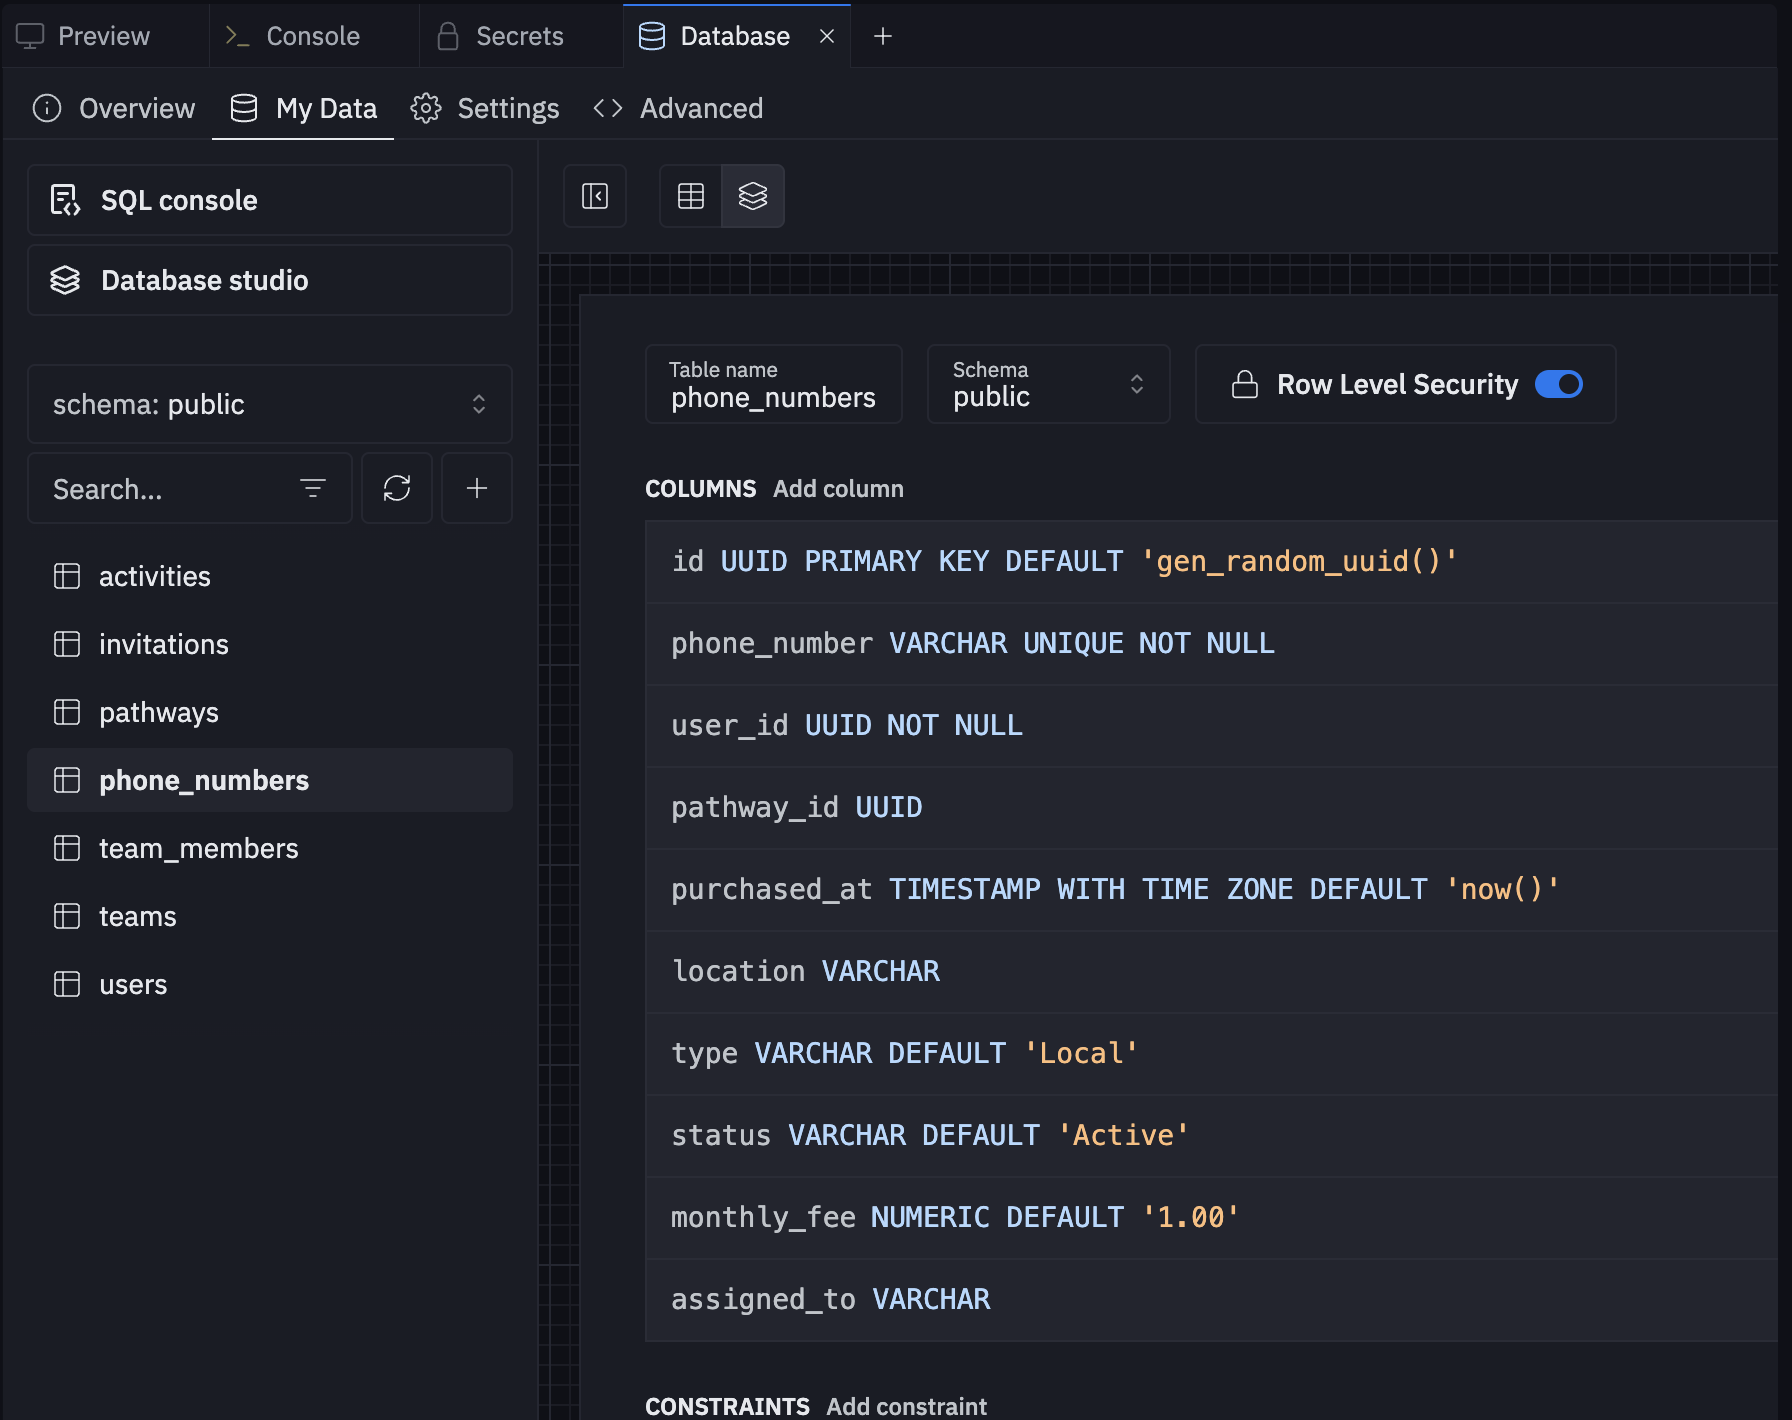 Preview
Console
Secrets
Database
Overview
My Data
Settings
Advanced
SQL console
Database studio
schema: public
Search...
activities
invitations
pathways
phone_numbers
team_members
teams
users
Table name
phone_numbers
Schema
public
Row Level Security
COLUMNS Add column
id UUID PRIMARY KEY DEFAULT 'gen_random_uuid()'
phone_number VARCHAR UNIQUE NOT NULL
user_id UUID NOT NULL
pathway_id UUID
purchased_at TIMESTAMP WITH TIME ZONE DEFAULT 'now()'
location VARCHAR
type VARCHAR DEFAULT 'Local'
status VARCHAR DEFAULT 'Active'
monthly_fee NUMERIC DEFAULT '1.00'
assigned_to VARCHAR
CONSTRAINTS Add constraint